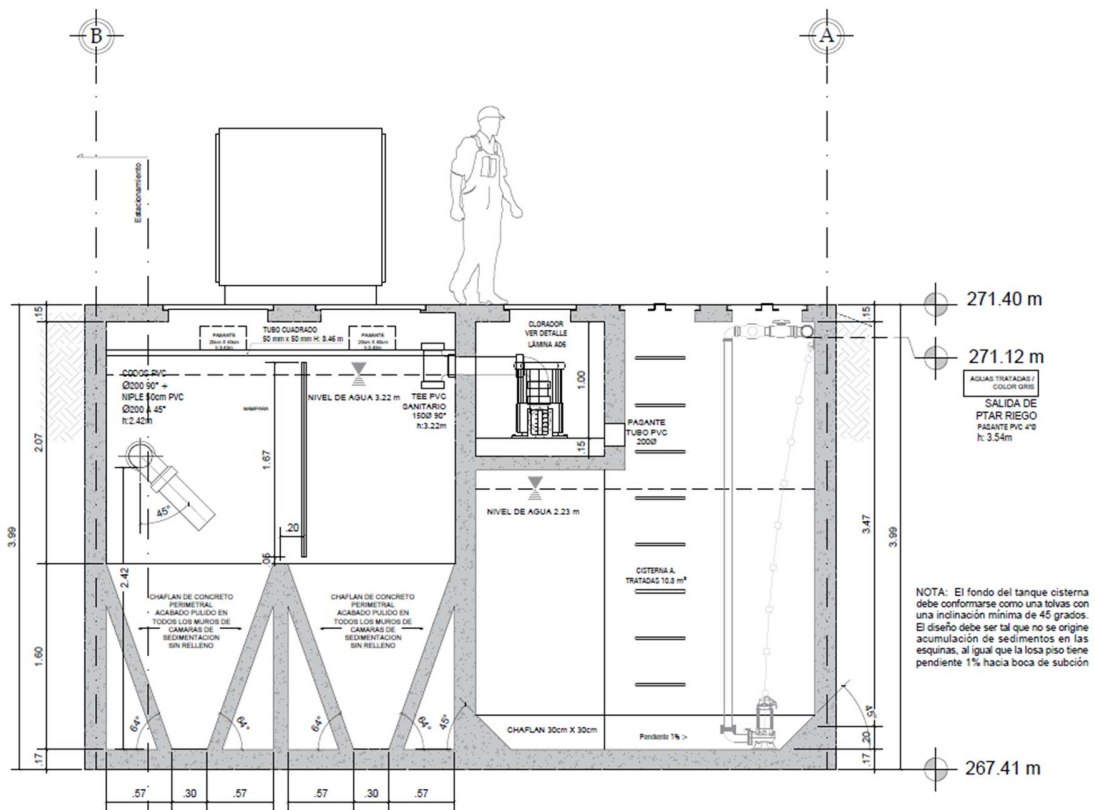 B
A
Estacionamiento
271.40 m
271.12 m
AGUAS TRATADAS /
COLOR GRIS
SALIDA DE
PTAR RIEGO
PASANTE PVC 4"Ø
h: 3.54m
.15
PASANTE
20cm X 40cm
TUBO CUADRADO
50 mm x 50 mm H: 3.46 m
PASANTE
20cm X 40cm
CLORADOR
VER DETALLE
LÁMINA AD5
.15
CODOS PVC
Ø200 90° +
NIPLE 50cm PVC
Ø200 A 45°
h:2.42m
MAMPARA
NIVEL DE AGUA 3.22 m
TEE PVC
SANITARIO
150Ø 90°
h:3.22m
1.00
PASANTE
TUBO PVC
200Ø
.15
2.07
1.67
45°
.20
.05
NIVEL DE AGUA 2.23 m
3.99
2.42
3.47
3.99
CISTERNA A.
TRATADAS 10.8 m³
CHAFLAN DE CONCRETO
PERIMETRAL
ACABADO PULIDO EN
TODOS LOS MUROS DE
CAMARAS DE
SEDIMENTACION
SIN RELLENO
CHAFLAN DE CONCRETO
PERIMETRAL
ACABADO PULIDO EN
TODOS LOS MUROS DE
CAMARAS DE
SEDIMENTACION
SIN RELLENO
NOTA: El fondo del tanque cisterna
debe conformarse como una tolvas con
una inclinación mínima de 45 grados.
El diseño debe ser tal que no se origine
acumulación de sedimentos en las
esquinas, al igual que la losa piso tiene
pendiente 1% hacia boca de subción
1.60
64°
64°
64°
64°
45°
CHAFLAN 30cm X 30cm
Pendiente 1% >
45°
.20
.17
.17
267.41 m
.57
.30
.57
.57
.30
.57